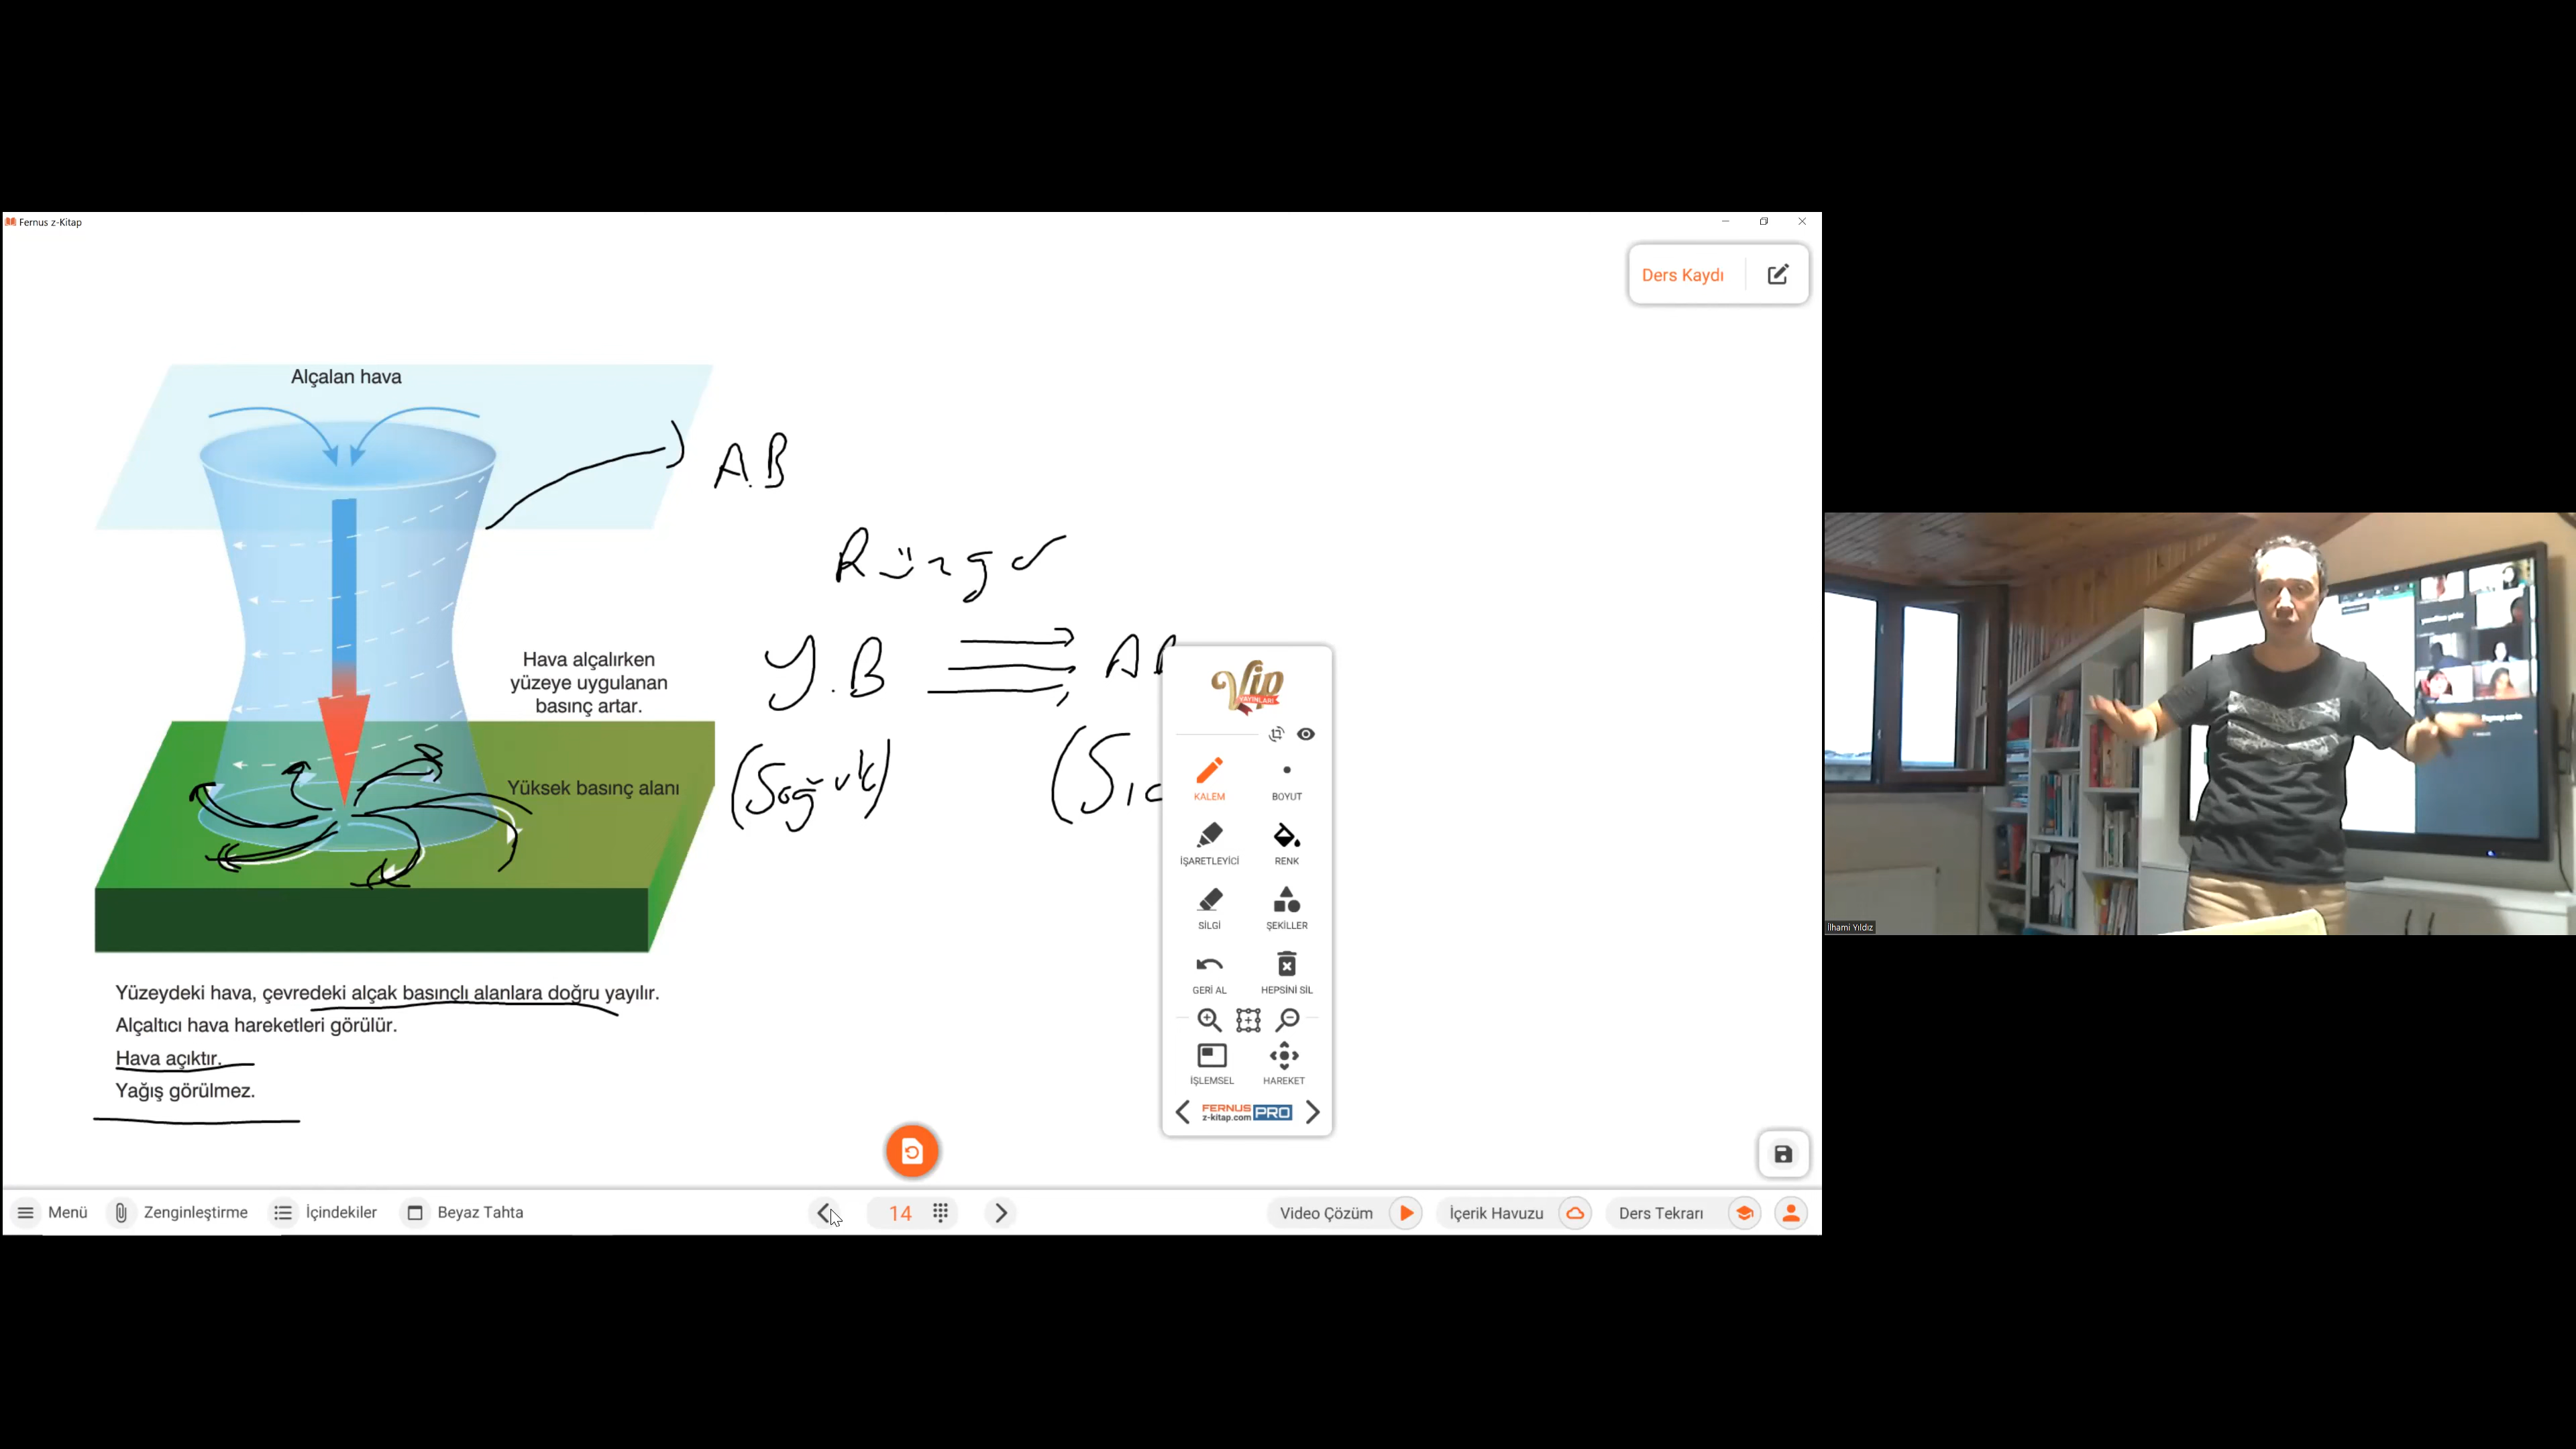 Fernus z-Kitap
Ders Kaydı
Alçalan hava
A.B
Rüzgar
Hava alçalırken
yüzeye uygulanan
basınç artar.
Y.B
AB
Yüksek basınç alanı
(Soğuk)
(Sıc
Yüzeydeki hava, çevredeki alçak basınçlı alanlara doğru yayılır.
Alçaltıcı hava hareketleri görülür.
Hava açıktır.
Yağış görülmez.
Vip
YAYINLARI
KALEM
BOYUT
İŞARETLEYİCİ
RENK
SİLGİ
ŞEKİLLER
GERİ AL
HEPSİNİ SİL
İŞLEMSEL
HAREKET
FERNUS
z-kitap.com
PRO
Menü
Zenginleştirme
İçindekiler
Beyaz Tahta
14
Video Çözüm
İçerik Havuzu
Ders Tekrarı
İlhami Yıldız